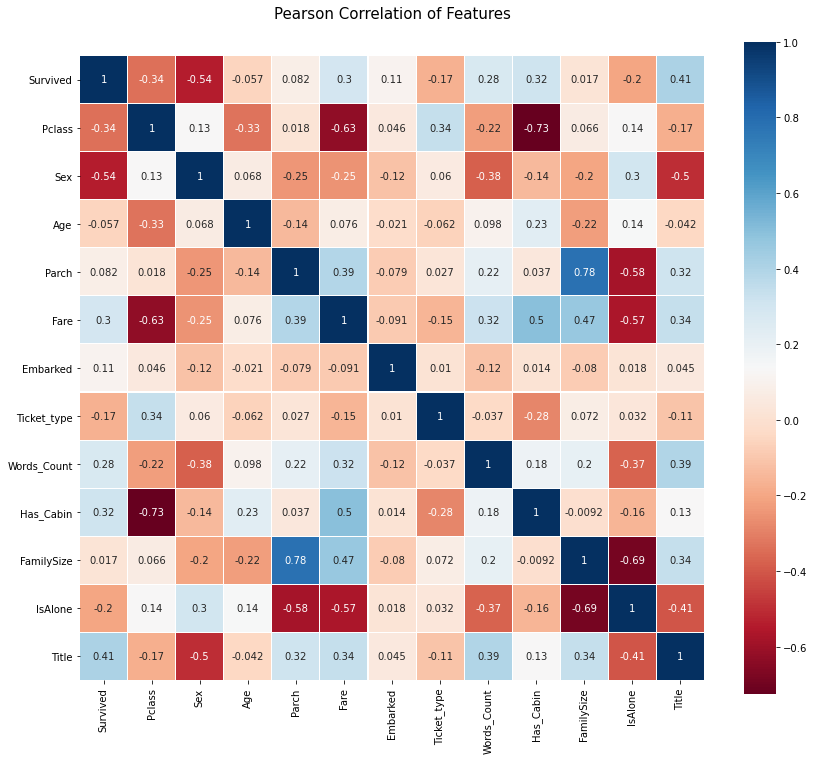 Pearson Correlation of Features
Survived 1 -0.34 -0.54 -0.057 0.082 0.3 0.11 -0.17 0.28 0.32 0.017 -0.2 0.41
Pclass -0.34 1 0.13 -0.33 0.018 -0.63 0.046 0.34 -0.22 -0.73 0.066 0.14 -0.17
Sex -0.54 0.13 1 0.068 -0.25 -0.25 -0.12 0.06 -0.38 -0.14 -0.2 0.3 -0.5
Age -0.057 -0.33 0.068 1 -0.14 0.076 -0.021 -0.062 0.098 0.23 -0.22 0.14 -0.042
Parch 0.082 0.018 -0.25 -0.14 1 0.39 -0.079 0.027 0.22 0.037 0.78 -0.58 0.32
Fare 0.3 -0.63 -0.25 0.076 0.39 1 -0.091 -0.15 0.32 0.5 0.47 -0.57 0.34
Embarked 0.11 0.046 -0.12 -0.021 -0.079 -0.091 1 0.01 -0.12 0.014 -0.08 0.018 0.045
Ticket_type -0.17 0.34 0.06 -0.062 0.027 -0.15 0.01 1 -0.037 -0.28 0.072 0.032 -0.11
Words_Count 0.28 -0.22 -0.38 0.098 0.22 0.32 -0.12 -0.037 1 0.18 0.2 -0.37 0.39
Has_Cabin 0.32 -0.73 -0.14 0.23 0.037 0.5 0.014 -0.28 0.18 1 -0.0092 -0.16 0.13
FamilySize 0.017 0.066 -0.2 -0.22 0.78 0.47 -0.08 0.072 0.2 -0.0092 1 -0.69 0.34
IsAlone -0.2 0.14 0.3 0.14 -0.58 -0.57 0.018 0.032 -0.37 -0.16 -0.69 1 -0.41
Title 0.41 -0.17 -0.5 -0.042 0.32 0.34 0.045 -0.11 0.39 0.13 0.34 -0.41 1
Survived Pclass Sex Age Parch Fare Embarked Ticket_type Words_Count Has_Cabin FamilySize IsAlone Title
1.0
0.8
0.6
0.4
0.2
0.0
−0.2
−0.4
−0.6